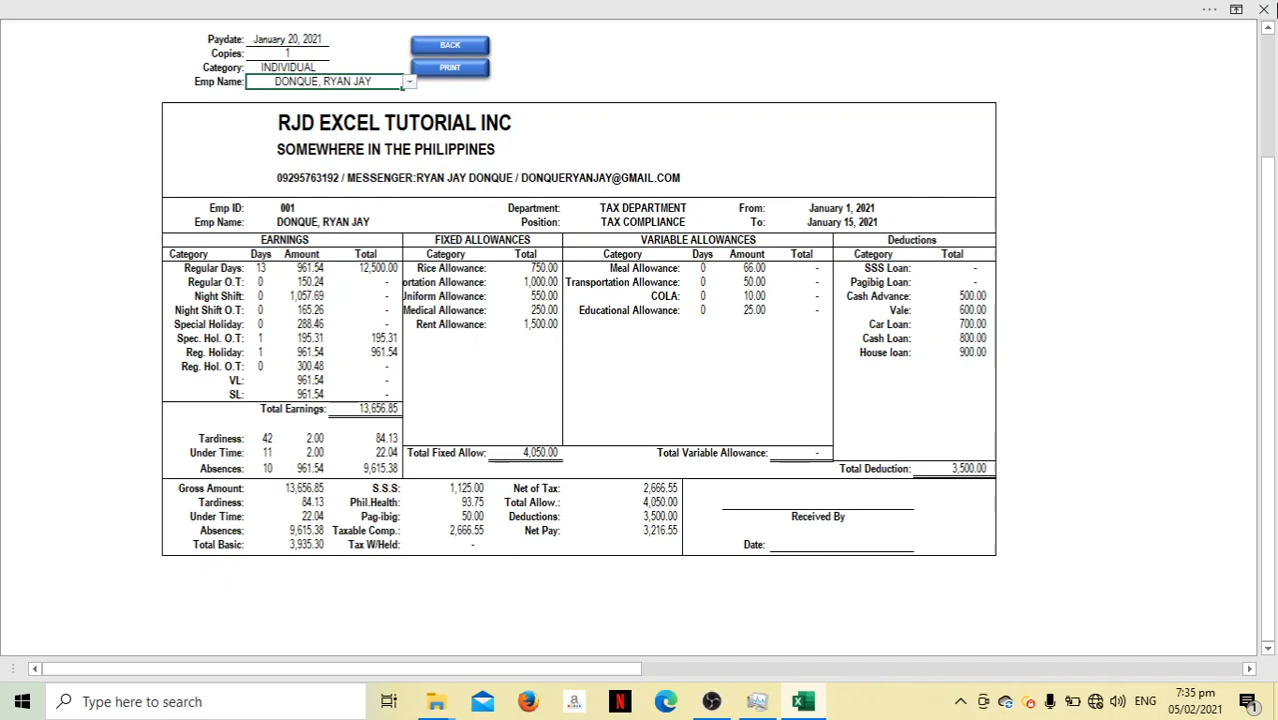 Paydate: January 20, 2021
Copies: 1
Category: INDIVIDUAL
Emp Name: DONQUE, RYAN JAY
BACK
PRINT
RJD EXCEL TUTORIAL INC
SOMEWHERE IN THE PHILIPPINES
09295763192 / MESSENGER:RYAN JAY DONQUE / DONQUERYANJAY@GMAIL.COM
Emp ID: 001 Department: TAX DEPARTMENT From: January 1, 2021
Emp Name: DONQUE, RYAN JAY Position: TAX COMPLIANCE To: January 15, 2021
EARNINGS FIXED ALLOWANCES VARIABLE ALLOWANCES Deductions
Category Days Amount Total Category Total Category Days Amount Total Category Total
Regular Days: 13 961.54 12,500.00 Rice Allowance: 750.00 Meal Allowance: 0 66.00 - SSS Loan: -
Regular O.T: 0 150.24 - ortation Allowance: 1,000.00 Transportation Allowance: 0 50.00 - Pagibig Loan: -
Night Shift: 0 1,057.69 - Uniform Allowance: 550.00 COLA: 0 10.00 - Cash Advance: 500.00
Night Shift O.T: 0 165.26 - Medical Allowance: 250.00 Educational Allowance: 0 25.00 - Vale: 600.00
Special Holiday: 0 288.46 - Rent Allowance: 1,500.00 Car Loan: 700.00
Spec. Hol. O.T: 1 195.31 195.31 Cash Loan: 800.00
Reg. Holiday: 1 961.54 961.54 House loan: 900.00
Reg. Hol. O.T: 0 300.48 -
VL: 961.54 -
SL: 961.54 -
Total Earnings: 13,656.85
Tardiness: 42 2.00 84.13
Under Time: 11 2.00 22.04 Total Fixed Allow: 4,050.00 Total Variable Allowance: -
Absences: 10 961.54 9,615.38 Total Deduction: 3,500.00
Gross Amount: 13,656.85 S.S.S: 1,125.00 Net of Tax: 2,666.55
Tardiness: 84.13 Phil.Health: 93.75 Total Allow.: 4,050.00
Under Time: 22.04 Pag-ibig: 50.00 Deductions: 3,500.00 Received By
Absences: 9,615.38 Taxable Comp.: 2,666.55 Net Pay: 3,216.55
Total Basic: 3,935.30 Tax W/Held: - Date:
Type here to search
ENG
7:35 pm
05/02/2021